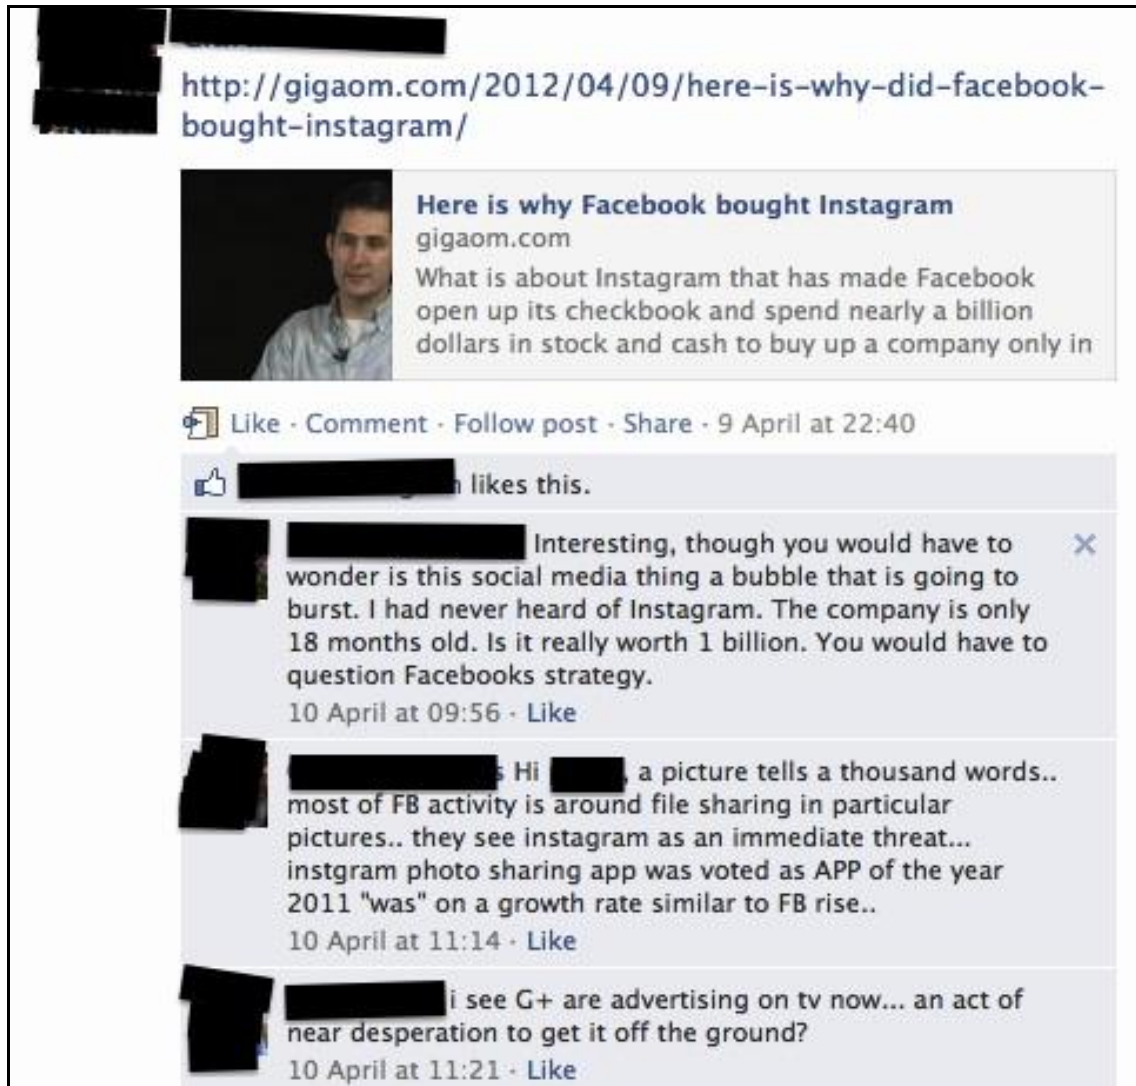 http://gigaom.com/2012/04/09/here-is-why-did-facebook-
bought-instagram/
Here is why Facebook bought Instagram
gigaom.com
What is about Instagram that has made Facebook
open up its checkbook and spend nearly a billion
dollars in stock and cash to buy up a company only in
Like · Comment · Follow post · Share · 9 April at 22:40
likes this.
Interesting, though you would have to
wonder is this social media thing a bubble that is going to
burst. I had never heard of Instagram. The company is only
18 months old. Is it really worth 1 billion. You would have to
question Facebooks strategy.
10 April at 09:56 · Like
Hi , a picture tells a thousand words..
most of FB activity is around file sharing in particular
pictures.. they see instagram as an immediate threat...
instgram photo sharing app was voted as APP of the year
2011 "was" on a growth rate similar to FB rise..
10 April at 11:14 · Like
i see G+ are advertising on tv now... an act of
near desperation to get it off the ground?
10 April at 11:21 · Like